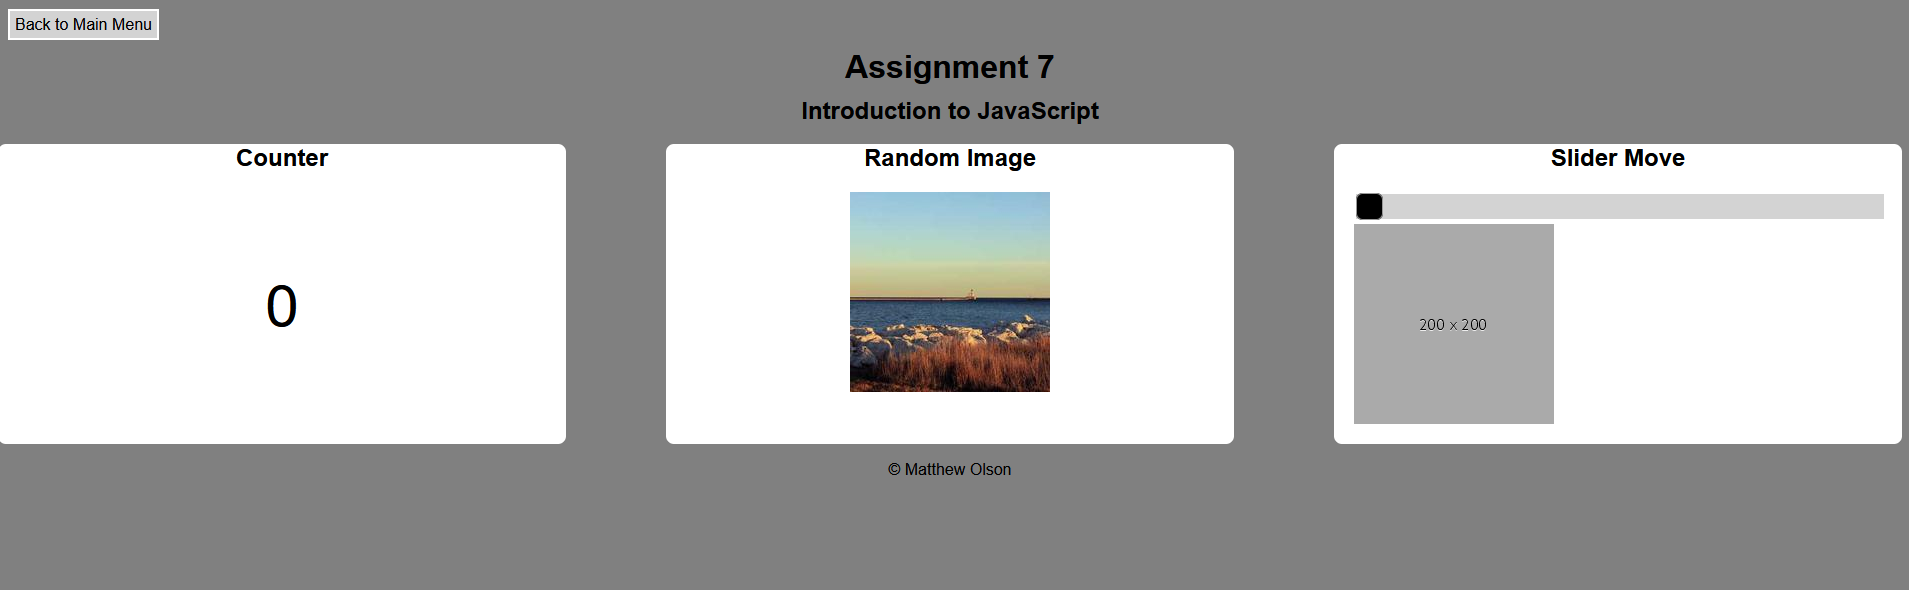 Back to Main Menu
Assignment 7
Introduction to JavaScript
Counter
0
Random Image
Slider Move
200 x 200
© Matthew Olson